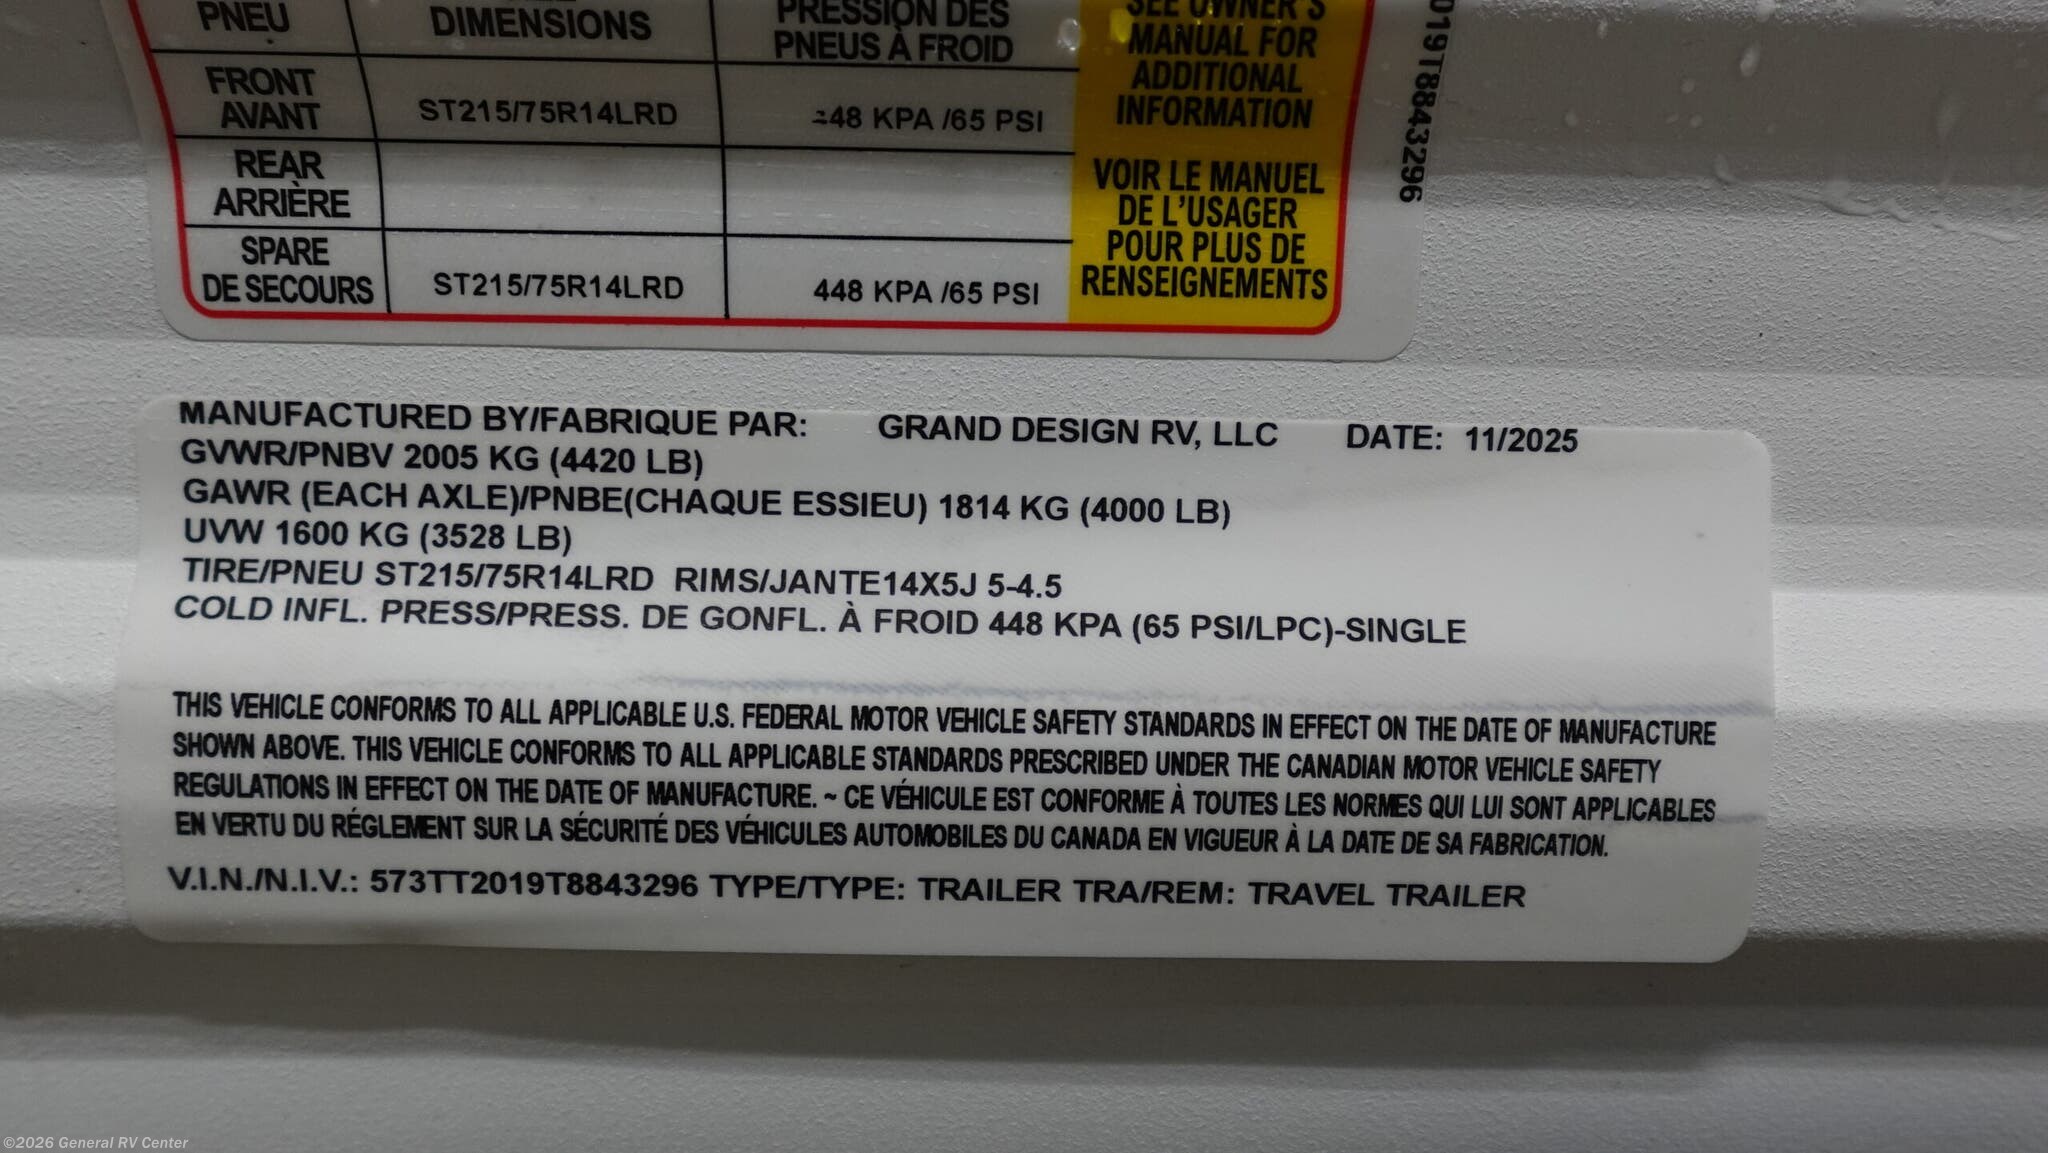 PNEU
DIMENSIONS
PRESSION DES
PNEUS À FROID
SEE OWNER'S
MANUAL FOR
ADDITIONAL
INFORMATION
FRONT
AVANT
ST215/75R14LRD
448 KPA /65 PSI
REAR
ARRIÈRE
VOIR LE MANUEL
DE L'USAGER
POUR PLUS DE
RENSEIGNEMENTS
SPARE
DE SECOURS
ST215/75R14LRD
448 KPA /65 PSI
019T8843296
MANUFACTURED BY/FABRIQUE PAR: GRAND DESIGN RV, LLC DATE: 11/2025
GVWR/PNBV 2005 KG (4420 LB)
GAWR (EACH AXLE)/PNBE(CHAQUE ESSIEU) 1814 KG (4000 LB)
UVW 1600 KG (3528 LB)
TIRE/PNEU ST215/75R14LRD RIMS/JANTE14X5J 5-4.5
COLD INFL. PRESS/PRESS. DE GONFL. À FROID 448 KPA (65 PSI/LPC)-SINGLE
THIS VEHICLE CONFORMS TO ALL APPLICABLE U.S. FEDERAL MOTOR VEHICLE SAFETY STANDARDS IN EFFECT ON THE DATE OF MANUFACTURE
SHOWN ABOVE. THIS VEHICLE CONFORMS TO ALL APPLICABLE STANDARDS PRESCRIBED UNDER THE CANADIAN MOTOR VEHICLE SAFETY
REGULATIONS IN EFFECT ON THE DATE OF MANUFACTURE. ~ CE VÉHICULE EST CONFORME À TOUTES LES NORMES QUI LUI SONT APPLICABLES
EN VERTU DU RÉGLEMENT SUR LA SÉCURITÉ DES VÉHICULES AUTOMOBILES DU CANADA EN VIGUEUR À LA DATE DE SA FABRICATION.
V.I.N./N.I.V.: 573TT2019T8843296 TYPE/TYPE: TRAILER TRA/REM: TRAVEL TRAILER
©2026 General RV Center